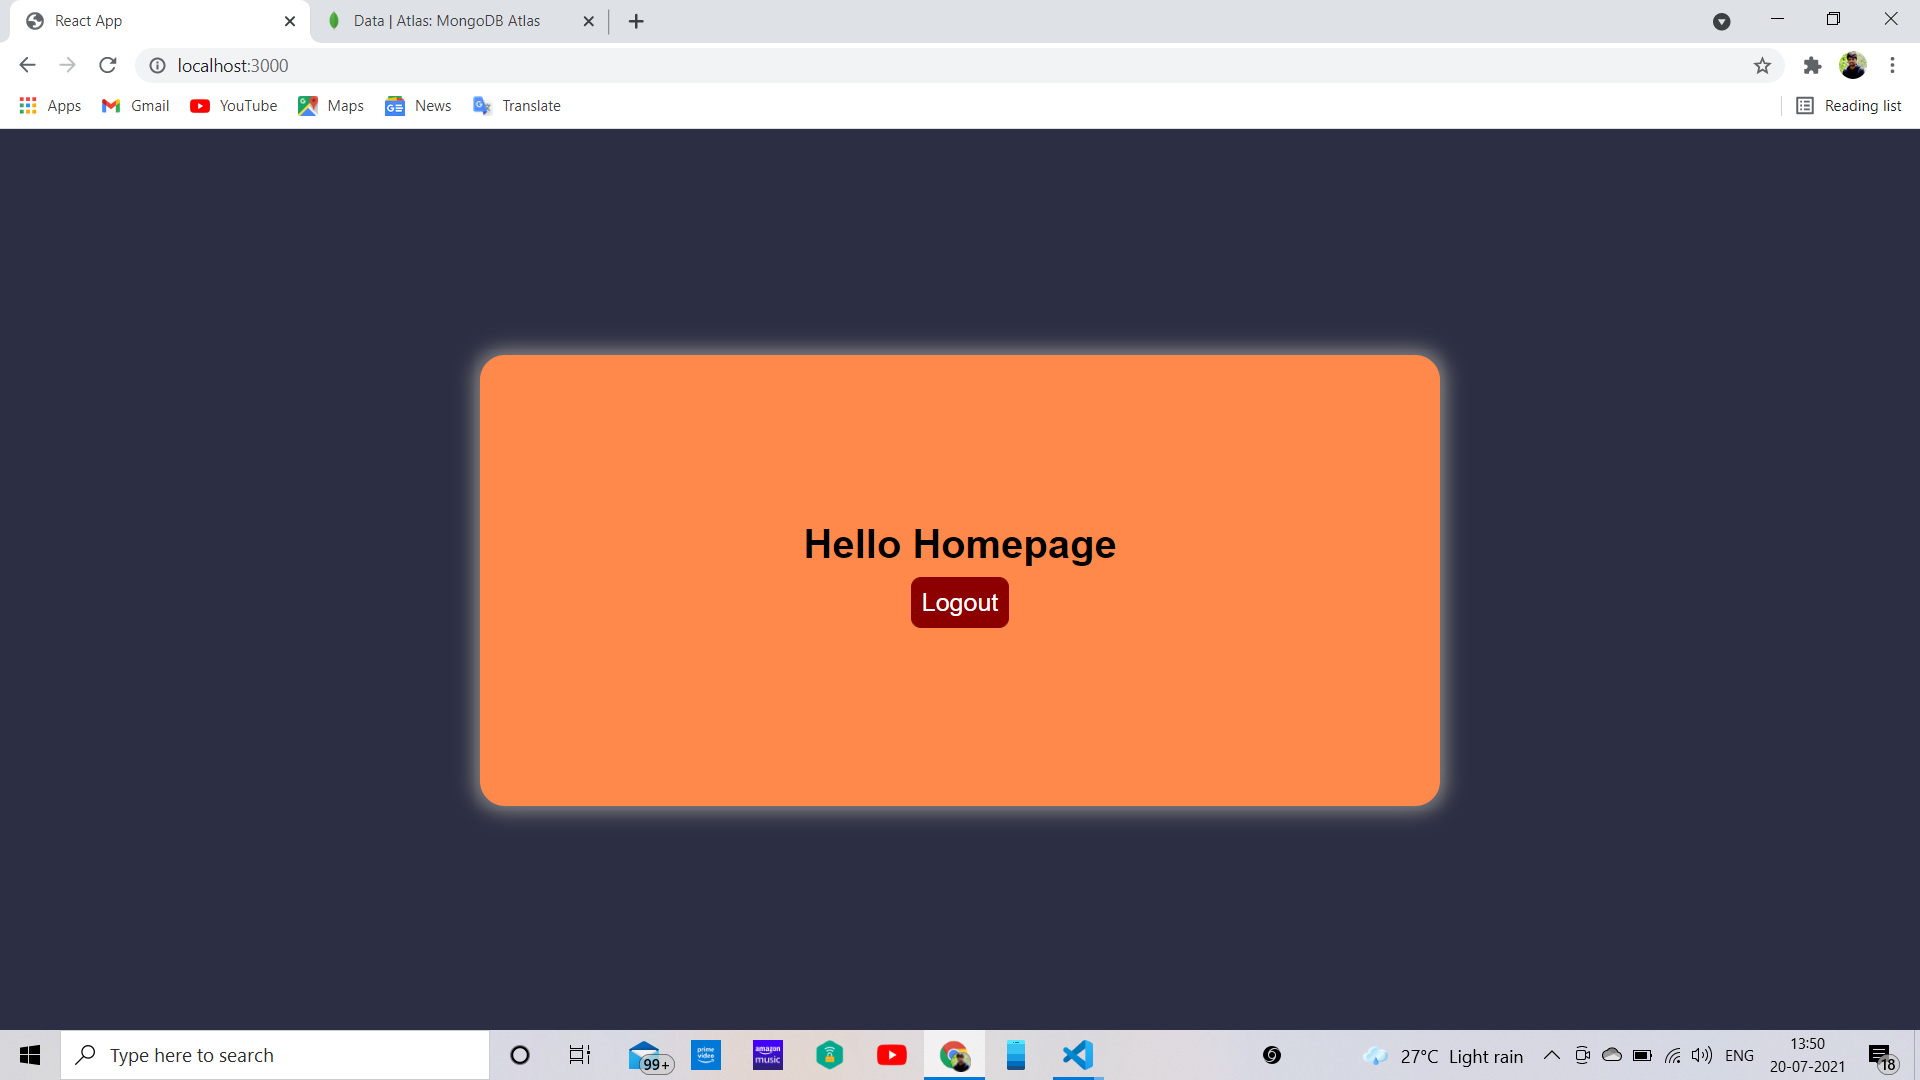 React App
Data | Atlas: MongoDB Atlas
localhost:3000
Apps
Gmail
YouTube
Maps
News
Translate
Reading list
Hello Homepage
Logout
Type here to search
99+
prime
video
amazon
music
27°C Light rain
ENG
13:50
20-07-2021
18